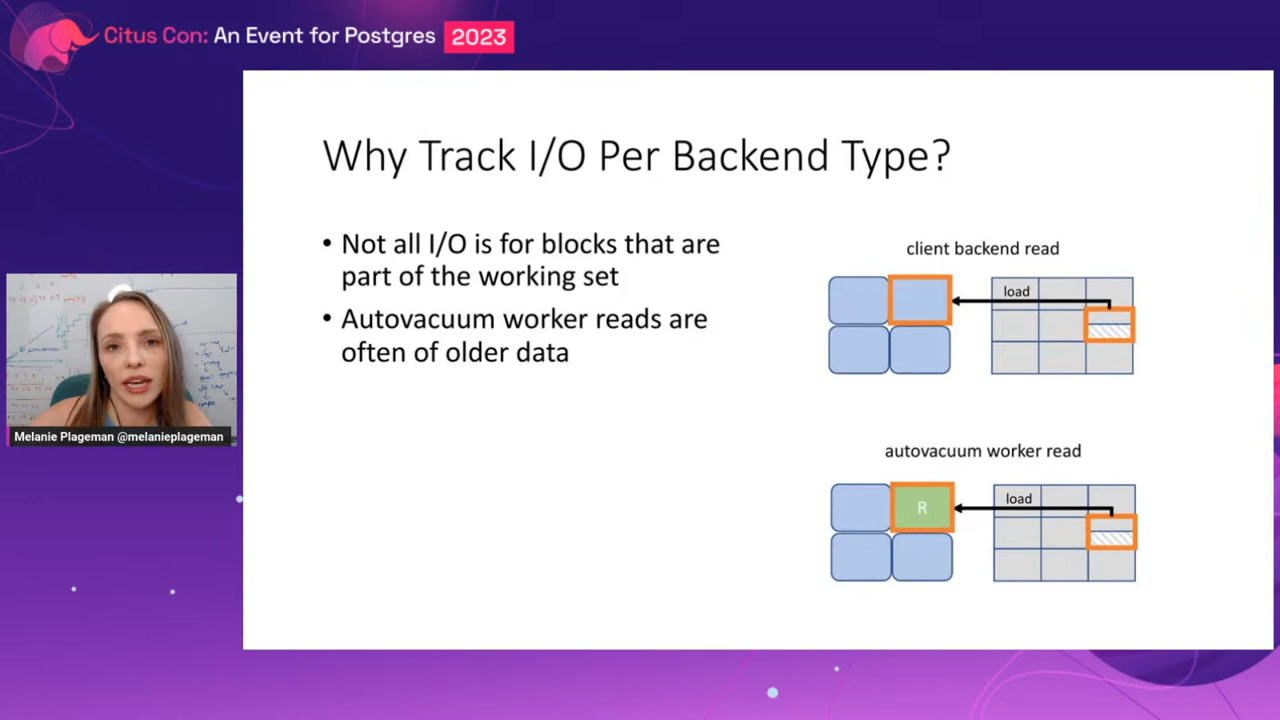 Citus Con: An Event for Postgres 2023
Why Track I/O Per Backend Type?
• Not all I/O is for blocks that are
part of the working set
• Autovacuum worker reads are
often of older data
client backend read
load
autovacuum worker read
R
load
Melanie Plageman @melanieplageman